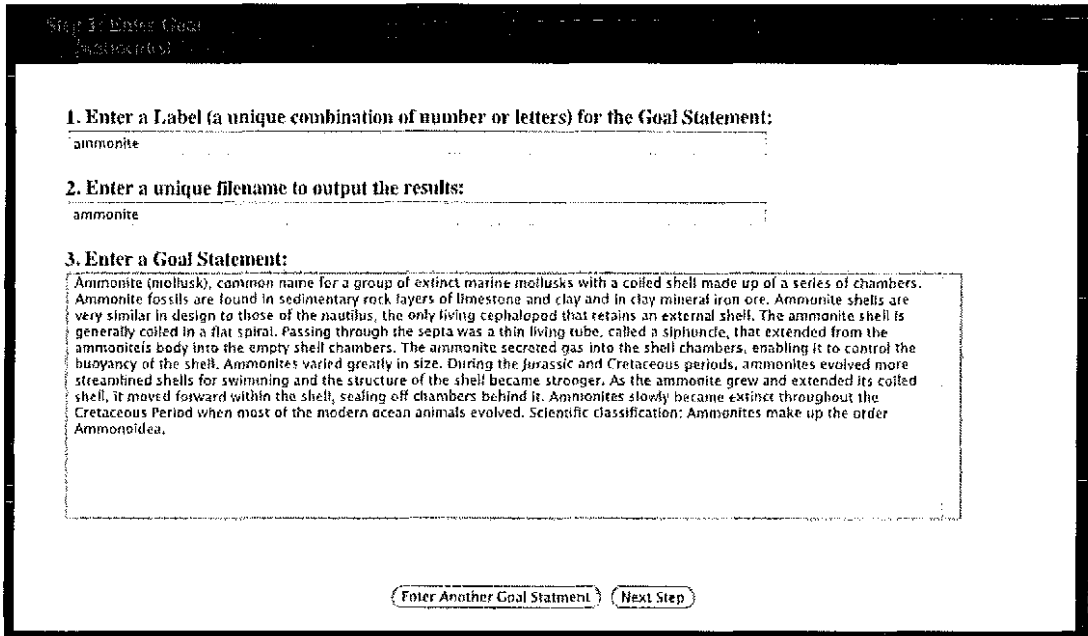 Step 3: Enter Goal
1. Enter a Label (a unique combination of number or letters) for the Goal Statement:
ammonite
2. Enter a unique filename to output the results:
ammonite
3. Enter a Goal Statement:
Ammonite (mollusk), common name for a group of extinct marine mollusks with a coiled shell made up of a series of chambers.
Ammonite fossils are found in sedimentary rock layers of limestone and clay and in clay mineral iron ore. Ammonite shells are
very similar in design to those of the nautilus, the only living cephalopod that retains an external shell. The ammonite shell is
generally coiled in a flat spiral. Passing through the septa was a thin living tube, called a siphuncle, that extended from the
ammoniteis body into the empty shell chambers. The ammonite secreted gas into the shell chambers, enabling it to control the
buoyancy of the shell. Ammonites varied greatly in size. During the Jurassic and Cretaceous periods, ammonites evolved more
streamlined shells for swimming and the structure of the shell became stronger. As the ammonite grew and extended its coiled
shell, it moved forward within the shell, sealing off chambers behind it. Ammonites slowly became extinct throughout the
Cretaceous Period when most of the modern ocean animals evolved. Scientific classification: Ammonites make up the order
Ammonoidea.
Enter Another Goal Statment
Next Step